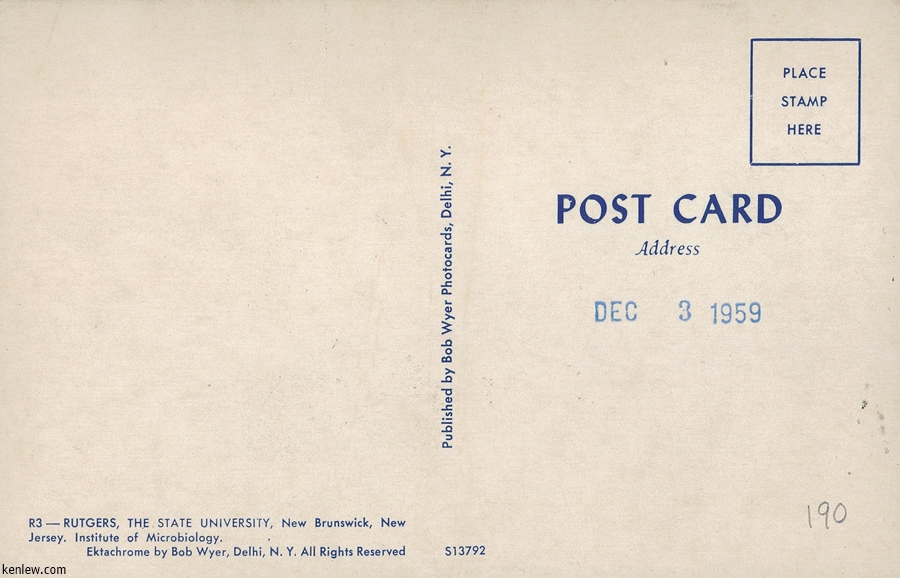 PLACE
STAMP
HERE
POST CARD
Address
DEC 3 1959
Published by Bob Wyer Photocards, Delhi, N. Y.
190
R3 — RUTGERS, THE STATE UNIVERSITY, New Brunswick, New
Jersey. Institute of Microbiology.
Ektachrome by Bob Wyer, Delhi, N. Y. All Rights Reserved
S13792
kenlew.com